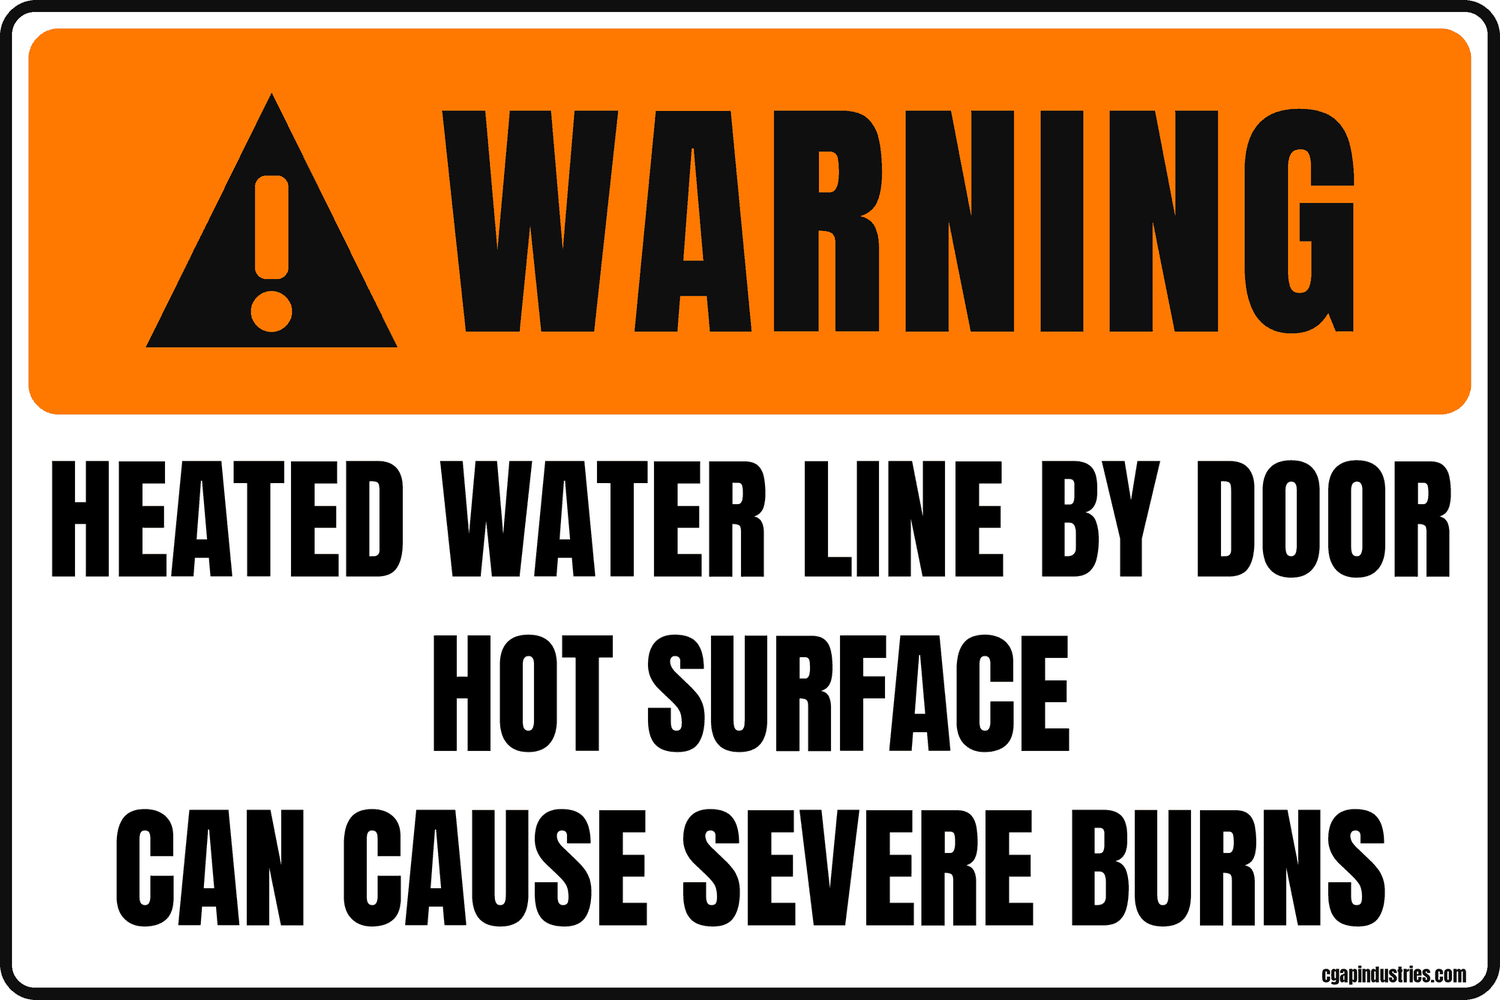 WARNING
HEATED WATER LINE BY DOOR
HOT SURFACE
CAN CAUSE SEVERE BURNS
cgapindustries.com